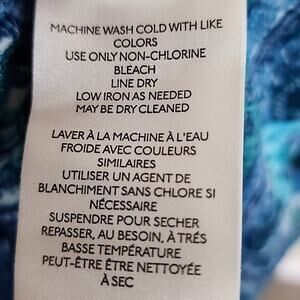 MACHINE WASH COLD WITH LIKE
COLORS
USE ONLY NON-CHLORINE
BLEACH
LINE DRY
LOW IRON AS NEEDED
MAY BE DRY CLEANED
LAVER À LA MACHINE À L'EAU
FROIDE AVEC COULEURS
SIMILAIRES
UTILISER UN AGENT DE
BLANCHIMENT SANS CHLORE SI
NÉCESSAIRE
SUSPENDRE POUR SECHER
REPASSER, AU BESOIN, À TRÉS
BASSE TEMPÉRATURE
PEUT-ÊTRE ÊTRE NETTOYÉE
À SEC